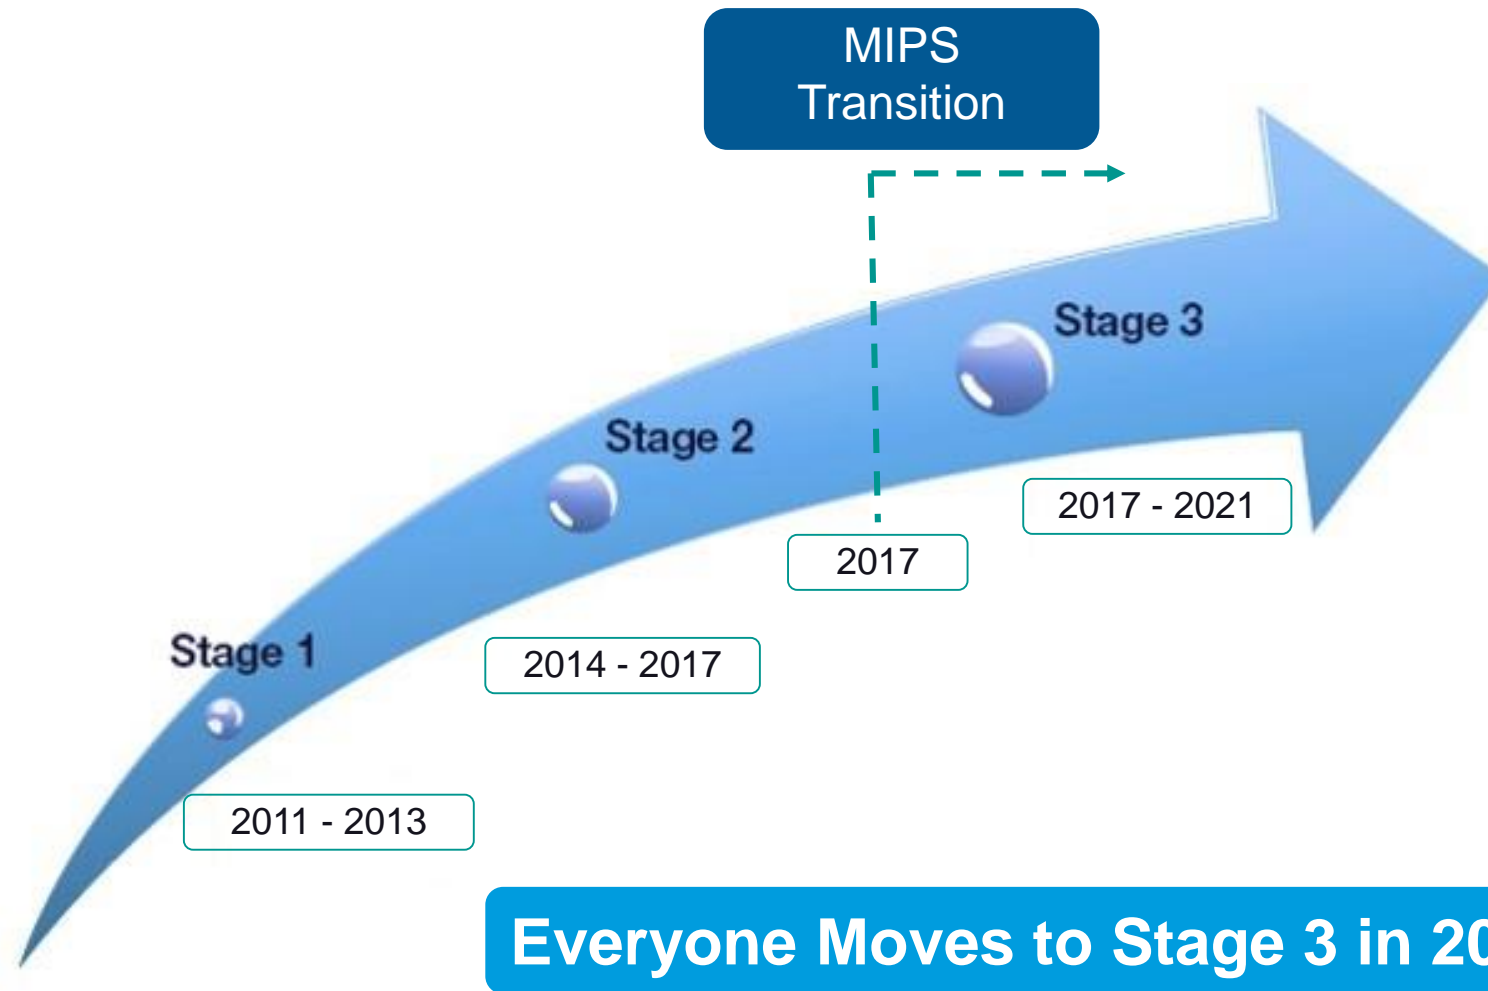 MIPS
Transition
Stage 3
Stage 2
2017 - 2021
2017
Stage 1
2014 - 2017
2011 - 2013
Everyone Moves to Stage 3 in